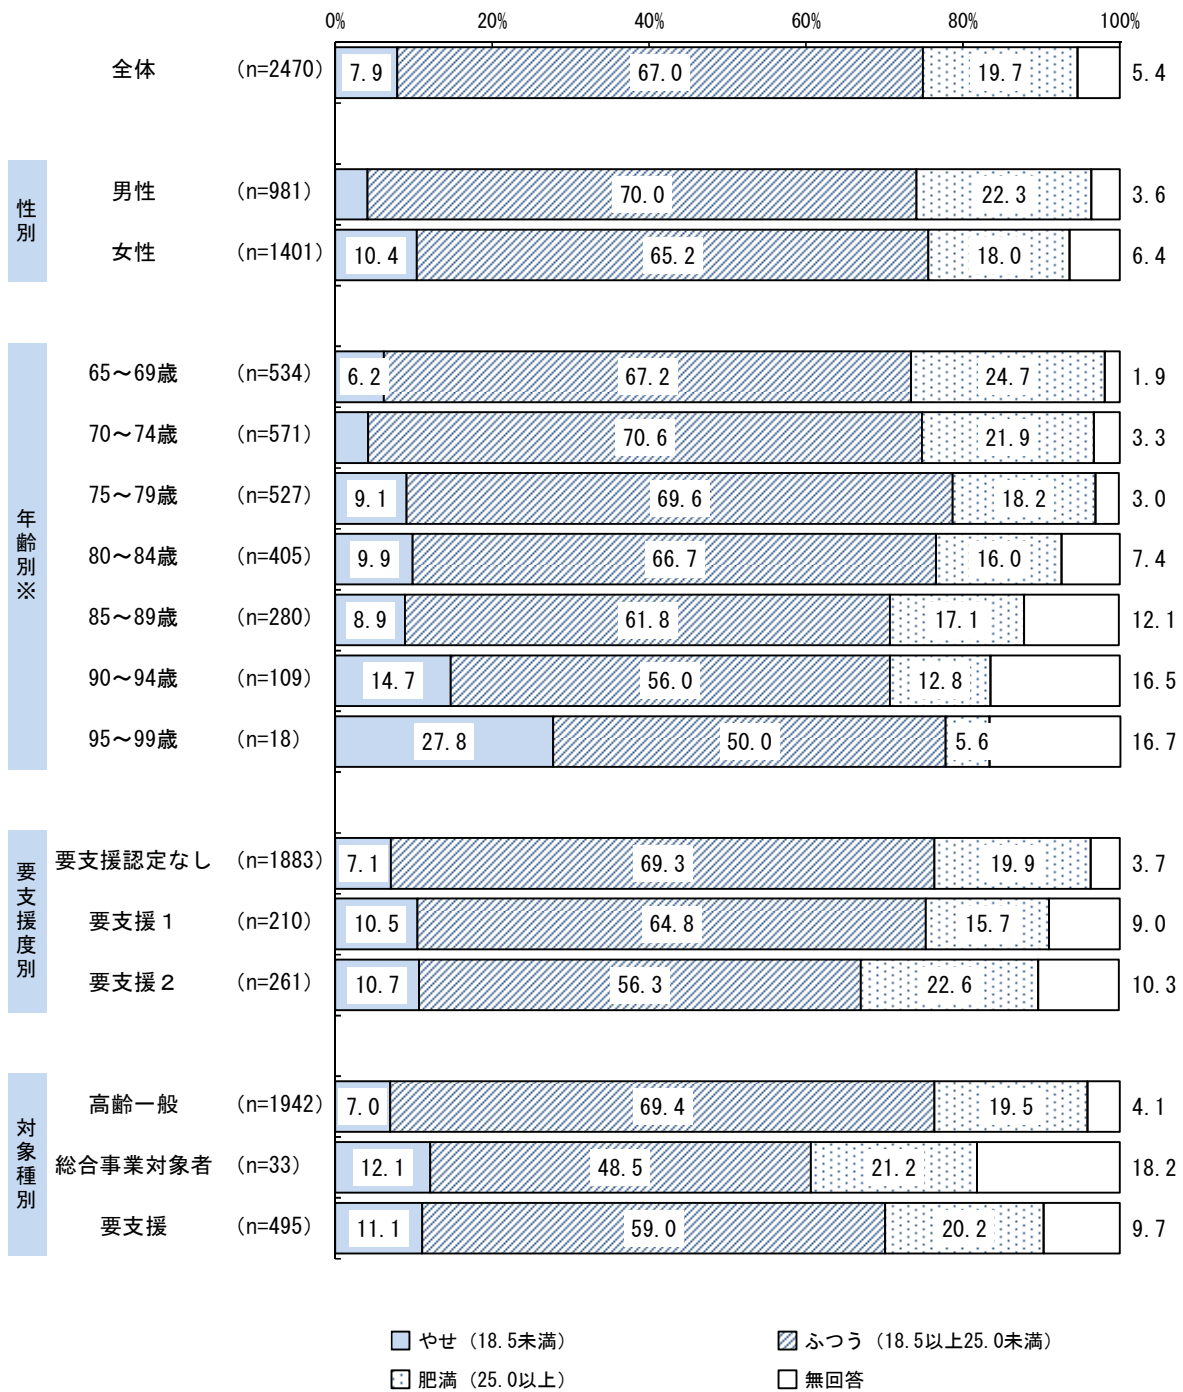 0% 20% 40% 60% 80% 100%
全体 (n=2470) 7.9 67.0 19.7 5.4
性別
男性 (n=981) 70.0 22.3 3.6
女性 (n=1401) 10.4 65.2 18.0 6.4
年齢別※
65～69歳 (n=534) 6.2 67.2 24.7 1.9
70～74歳 (n=571) 70.6 21.9 3.3
75～79歳 (n=527) 9.1 69.6 18.2 3.0
80～84歳 (n=405) 9.9 66.7 16.0 7.4
85～89歳 (n=280) 8.9 61.8 17.1 12.1
90～94歳 (n=109) 14.7 56.0 12.8 16.5
95～99歳 (n=18) 27.8 50.0 5.6 16.7
要支援度別
要支援認定なし (n=1883) 7.1 69.3 19.9 3.7
要支援１ (n=210) 10.5 64.8 15.7 9.0
要支援２ (n=261) 10.7 56.3 22.6 10.3
対象種別
高齢一般 (n=1942) 7.0 69.4 19.5 4.1
総合事業対象者 (n=33) 12.1 48.5 21.2 18.2
要支援 (n=495) 11.1 59.0 20.2 9.7
やせ（18.5未満） ふつう（18.5以上25.0未満）
肥満（25.0以上） 無回答